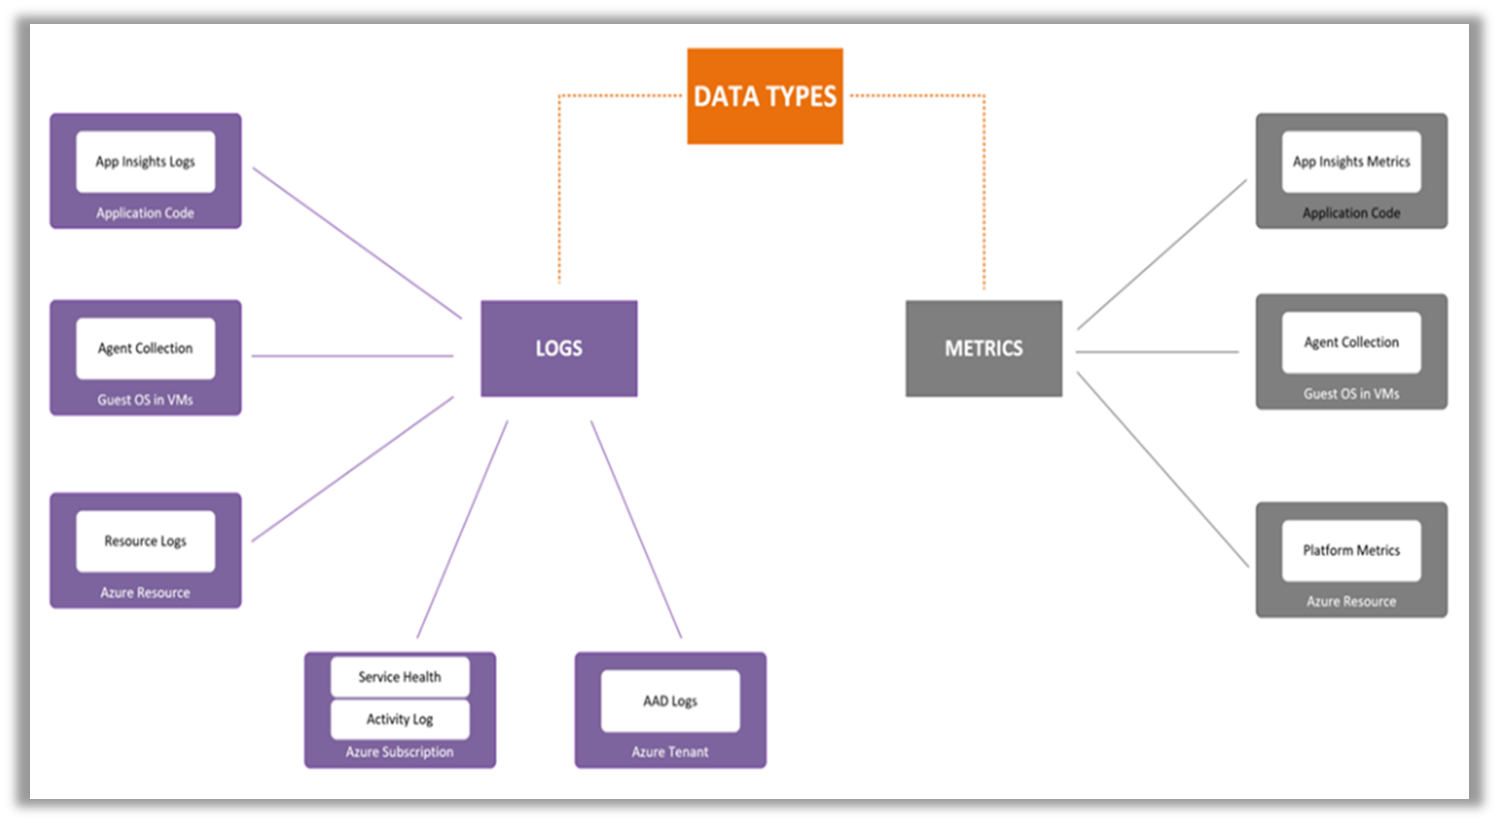 DATA TYPES
App Insights Logs
Application Code
Agent Collection
Guest OS in VMs
Resource Logs
Azure Resource
LOGS
Service Health
Activity Log
Azure Subscription
AAD Logs
Azure Tenant
METRICS
App Insights Metrics
Application Code
Agent Collection
Guest OS in VMs
Platform Metrics
Azure Resource